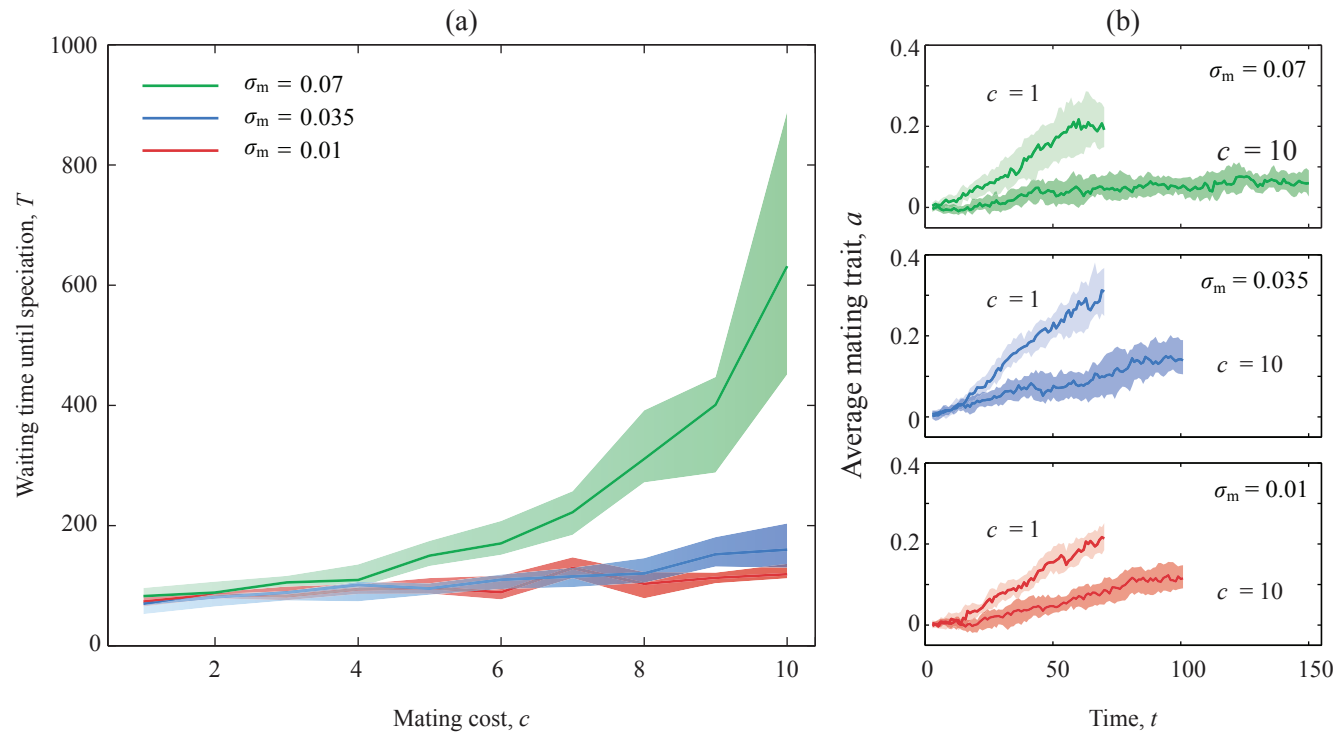 (a)
Waiting time until speciation, T
1000
800
600
400
200
0
σm = 0.07
σm = 0.035
σm = 0.01
2
4
6
8
10
Mating cost, c
(b)
Average mating trait, a
0.4
0.2
0
σm = 0.07
c = 1
c = 10
0.4
0.2
0
σm = 0.035
c = 1
c = 10
0.4
0.2
0
σm = 0.01
c = 1
c = 10
0
50
100
150
Time, t